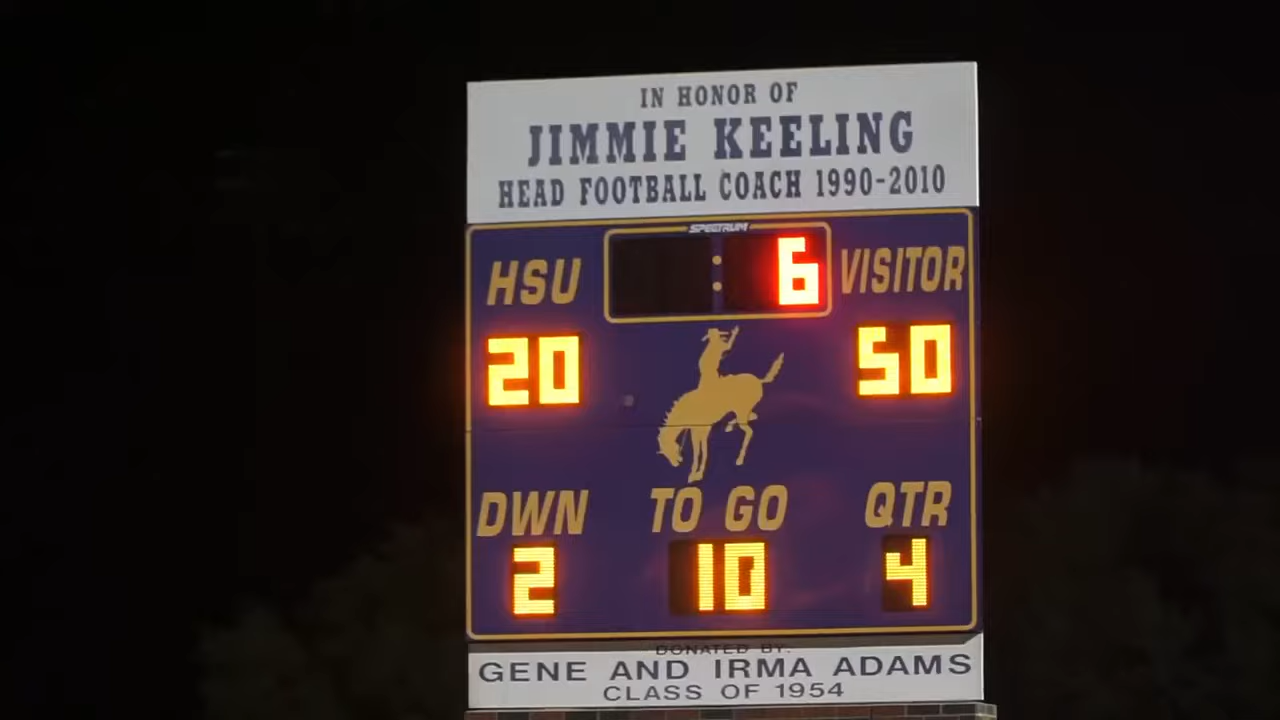 IN HONOR OF
JIMMIE KEELING
HEAD FOOTBALL COACH 1990-2010
SPECTRUM
HSU : 6 VISITOR
20 50
DWN TO GO QTR
2 10 4
DONATED BY:
GENE AND IRMA ADAMS
CLASS OF 1954